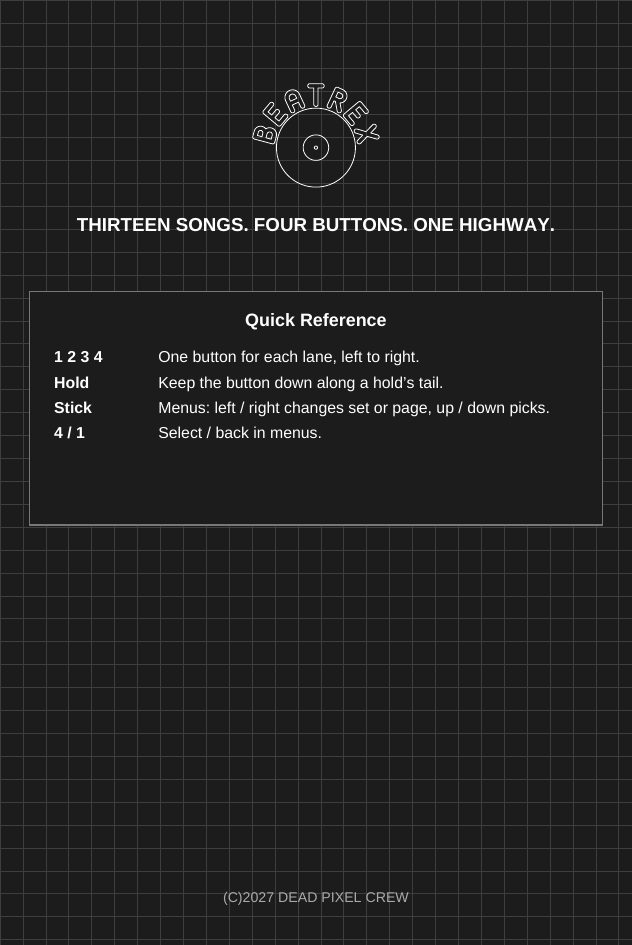 BEATREX
THIRTEEN SONGS. FOUR BUTTONS. ONE HIGHWAY.
Quick Reference
1 2 3 4 One button for each lane, left to right.
Hold Keep the button down along a hold’s tail.
Stick Menus: left / right changes set or page, up / down picks.
4 / 1 Select / back in menus.
(C)2027 DEAD PIXEL CREW